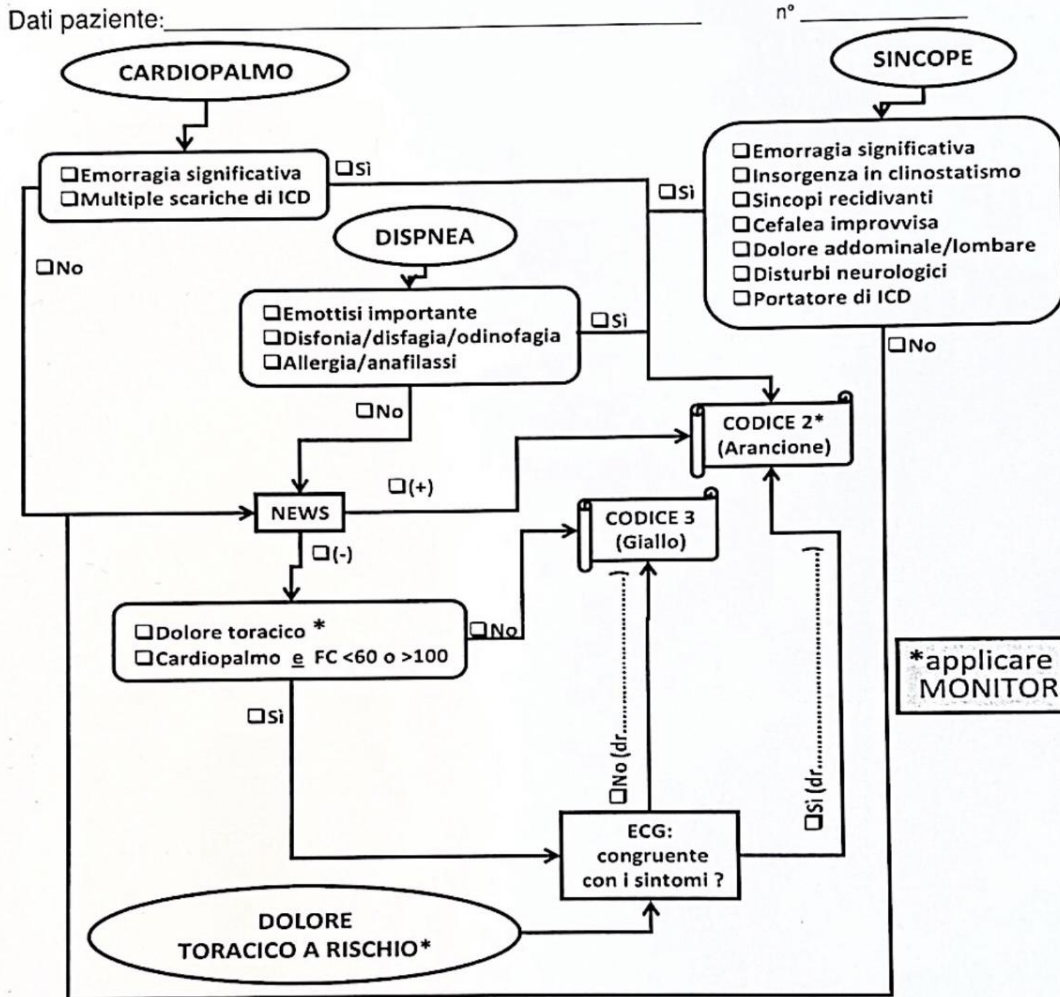 Dati paziente:
n°
CARDIOPALMO
SINCOPE
☐Emorragia significativa
☐Multiple scariche di ICD
☐Sì
☐No
☐Emorragia significativa
☐Insorgenza in clinostatismo
☐Sincopi recidivanti
☐Cefalea improvvisa
☐Dolore addominale/lombare
☐Disturbi neurologici
☐Portatore di ICD
☐Sì
☐No
DISPNEA
☐Emottisi importante
☐Disfonia/disfagia/odinofagia
☐Allergia/anafilassi
☐Sì
☐No
CODICE 2*
(Arancione)
NEWS
☐(+)
☐(-)
CODICE 3
(Giallo)
☐Dolore toracico *
☐Cardiopalmo e FC <60 o >100
☐No
☐Sì
☐No (dr...............)
☐Sì (dr...............)
*applicare
MONITOR
ECG:
congruente
con i sintomi ?
DOLORE
TORACICO A RISCHIO*